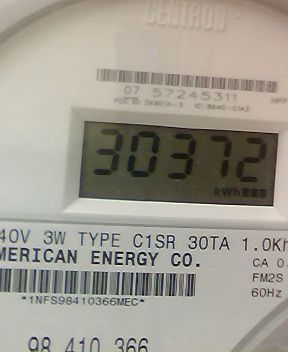 CENTRON
07 57245311
30372
kWh
40V 3W TYPE C1SR 30TA 1.0Kh
MERICAN ENERGY CO.
CA 0.
FM2S
60Hz
*1NFS98410366MEC*
98 410 366